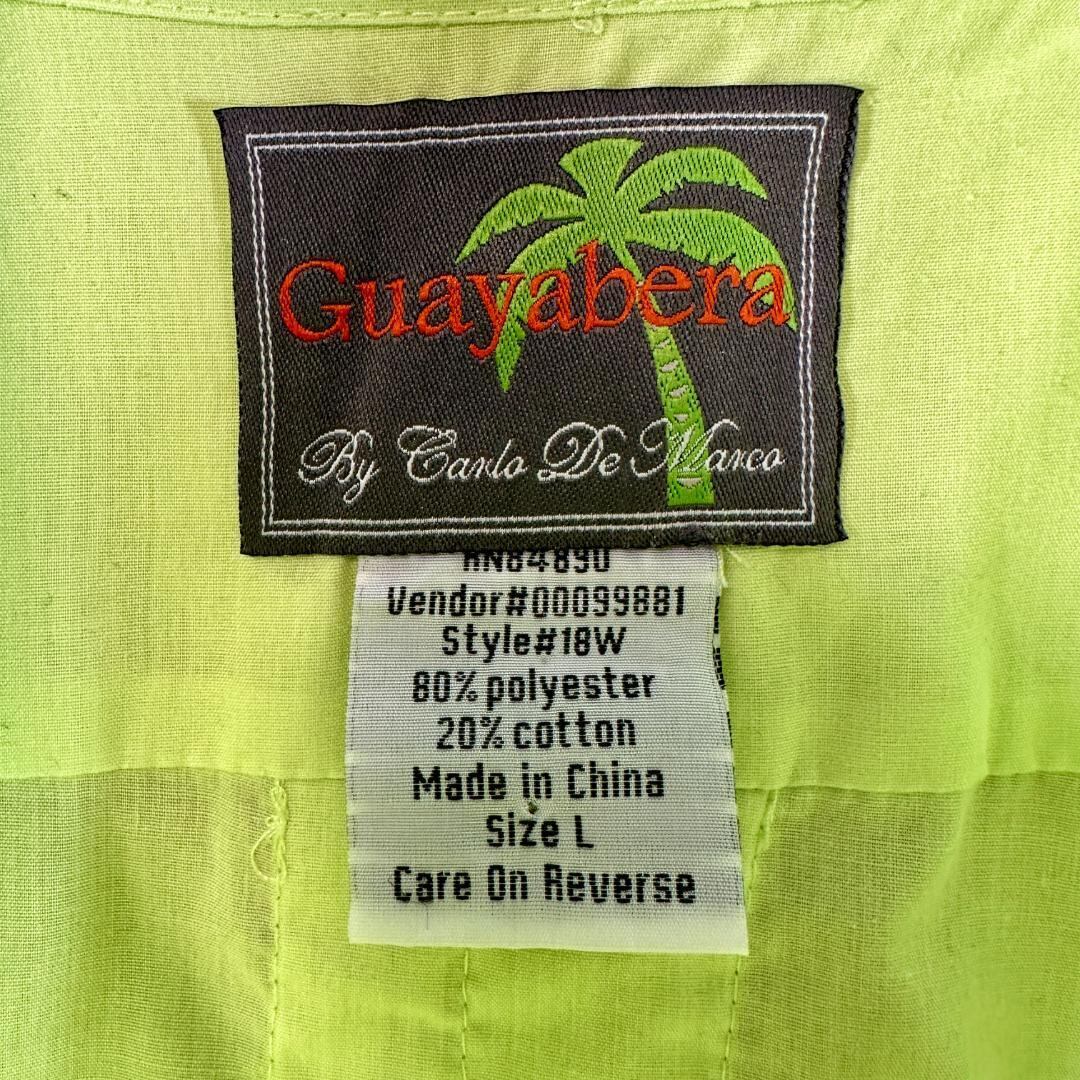 Guayabera
By Carlo De Marco
RN84890
Vendor#00099881
Style#18W
80% polyester
20% cotton
Made in China
Size L
Care On Reverse